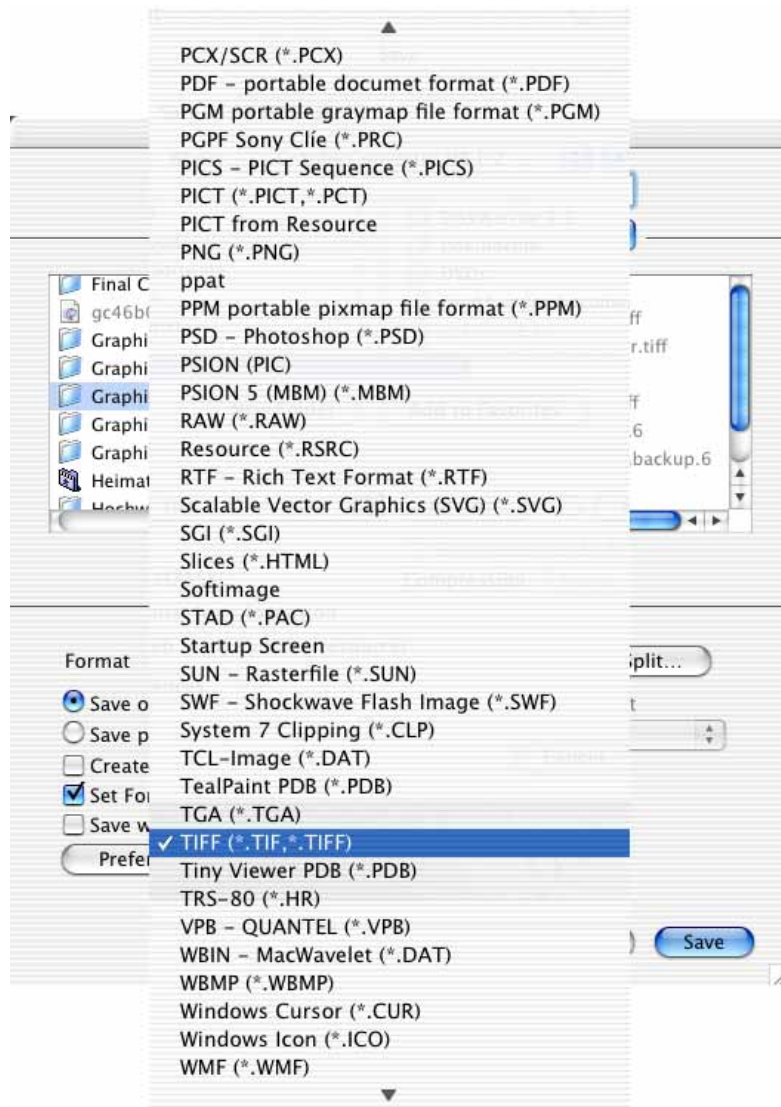 PCX/SCR (*.PCX)
PDF – portable documet format (*.PDF)
PGM portable graymap file format (*.PGM)
PGPF Sony Clíe (*.PRC)
PICS – PICT Sequence (*.PICS)
PICT (*.PICT,*.PCT)
PICT from Resource
PNG (*.PNG)
ppat
PPM portable pixmap file format (*.PPM)
PSD – Photoshop (*.PSD)
PSION (PIC)
PSION 5 (MBM) (*.MBM)
RAW (*.RAW)
Resource (*.RSRC)
RTF – Rich Text Format (*.RTF)
Scalable Vector Graphics (SVG) (*.SVG)
SGI (*.SGI)
Slices (*.HTML)
Softimage
STAD (*.PAC)
Startup Screen
SUN – Rasterfile (*.SUN)
SWF – Shockwave Flash Image (*.SWF)
System 7 Clipping (*.CLP)
TCL-Image (*.DAT)
TealPaint PDB (*.PDB)
TGA (*.TGA)
✓ TIFF (*.TIF,*.TIFF)
Tiny Viewer PDB (*.PDB)
TRS-80 (*.HR)
VPB – QUANTEL (*.VPB)
WBIN – MacWavelet (*.DAT)
WBMP (*.WBMP)
Windows Cursor (*.CUR)
Windows Icon (*.ICO)
WMF (*.WMF)
Final C
gc46b
Graphi
Graphi
Graphi
Graphi
Graphi
Heimat
ff
r.tiff
ff
.6
backup.6
Format
Save o
Save p
Create
Set For
Save w
Prefer
Split...
t
Save